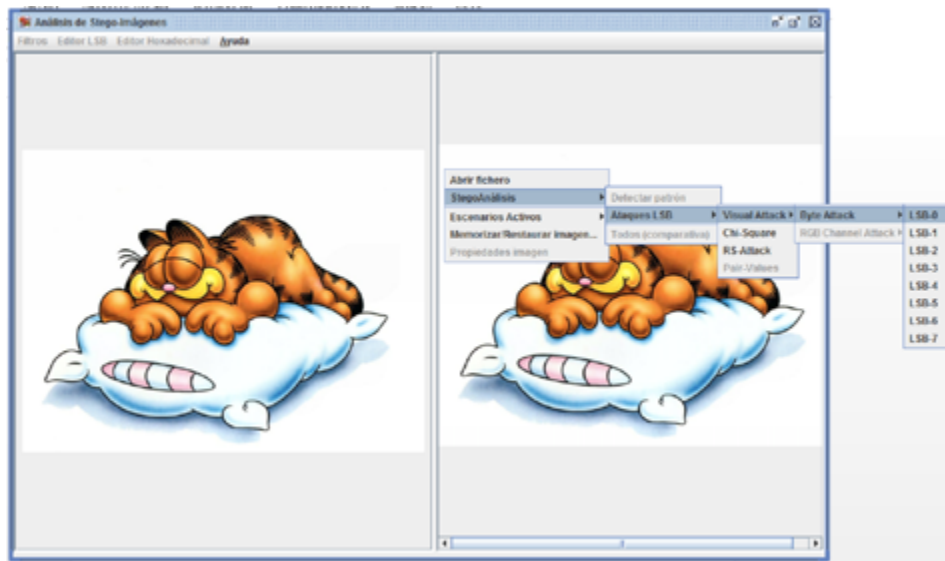 Análisis de Stego-Imágenes
Filtros Editor LSB Editor Hexadecimal Ayuda
Abrir fichero
StegoAnálisis
Escenarios Activos
Memorizar/Restaurar imagen...
Propiedades imagen
Detectar patrón
Ataques LSB
Todos (comparativa)
Visual Attack
Chi-Square
RS-Attack
Pair-Values
Byte Attack
RGB Channel Attack
LSB-0
LSB-1
LSB-2
LSB-3
LSB-4
LSB-5
LSB-6
LSB-7